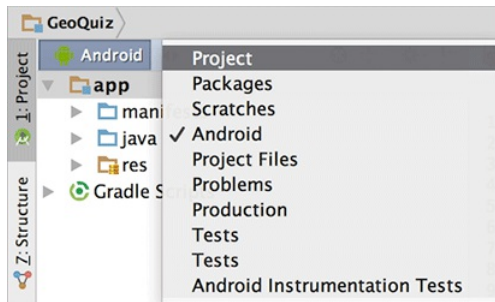 GeoQuiz
1: Project
Z: Structure
Android
app
manife
java
res
Gradle S
Project
Packages
Scratches
Android
Project Files
Problems
Production
Tests
Tests
Android Instrumentation Tests